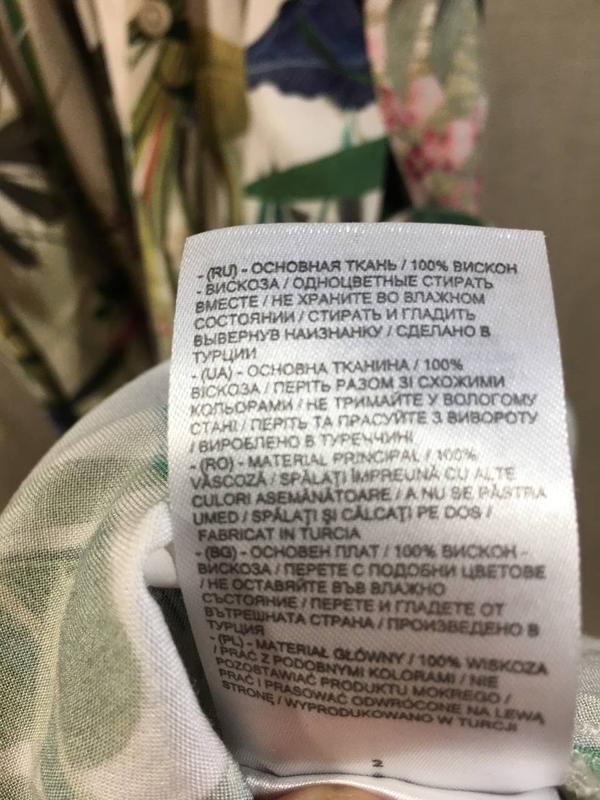 - (RU) - ОСНОВНАЯ ТКАНЬ / 100% ВИСКОН
- ВИСКОЗА / ОДНОЦВЕТНЫЕ СТИРАТЬ
ВМЕСТЕ / НЕ ХРАНИТЕ ВО ВЛАЖНОМ
СОСТОЯНИИ / СТИРАТЬ И ГЛАДИТЬ
ВЫВЕРНУВ НАИЗНАНКУ / СДЕЛАНО В
ТУРЦИИ
- (UA) - ОСНОВНА ТКАНИНА / 100%
ВІСКОЗА / ПЕРІТЬ РАЗОМ ЗІ СХОЖИМИ
КОЛЬОРАМИ / НЕ ТРИМАЙТЕ У ВОЛОГОМУ
СТАНІ / ПЕРІТЬ ТА ПРАСУЙТЕ З ВИВОРОТУ
/ ВИРОБЛЕНО В ТУРЕЧЧИНІ
- (RO) - MATERIAL PRINCIPAL / 100%
VÂSCOZĂ / SPĂLAŢI ÎMPREUNĂ CU ALTE
CULORI ASEMĂNĂTOARE / A NU SE PĂSTRA
UMED / SPĂLAŢI ŞI CĂLCAŢI PE DOS /
FABRICAT IN TURCIA
- (BG) - ОСНОВЕН ПЛАТ / 100% ВИСКОН -
ВИСКОЗА / ПЕРЕТЕ С ПОДОБНИ ЦВЕТОВЕ
/ НЕ ОСТАВЯЙТЕ ВЪВ ВЛАЖНО
СЪСТОЯНИЕ / ПЕРЕТЕ И ГЛАДЕТЕ ОТ
ВЪТРЕШНАТА СТРАНА / ПРОИЗВЕДЕНО В
ТУРЦИЯ
- (PL) - MATERIAŁ GŁÓWNY / 100% WISKOZA
/ PRAĆ Z PODOBNYMI KOLORAMI / NIE
POZOSTAWIAĆ PRODUKTU MOKREGO /
PRAĆ I PRASOWAĆ ODWRÓCONE NA LEWĄ
STRONĘ / WYPRODUKOWANO W TURCJI